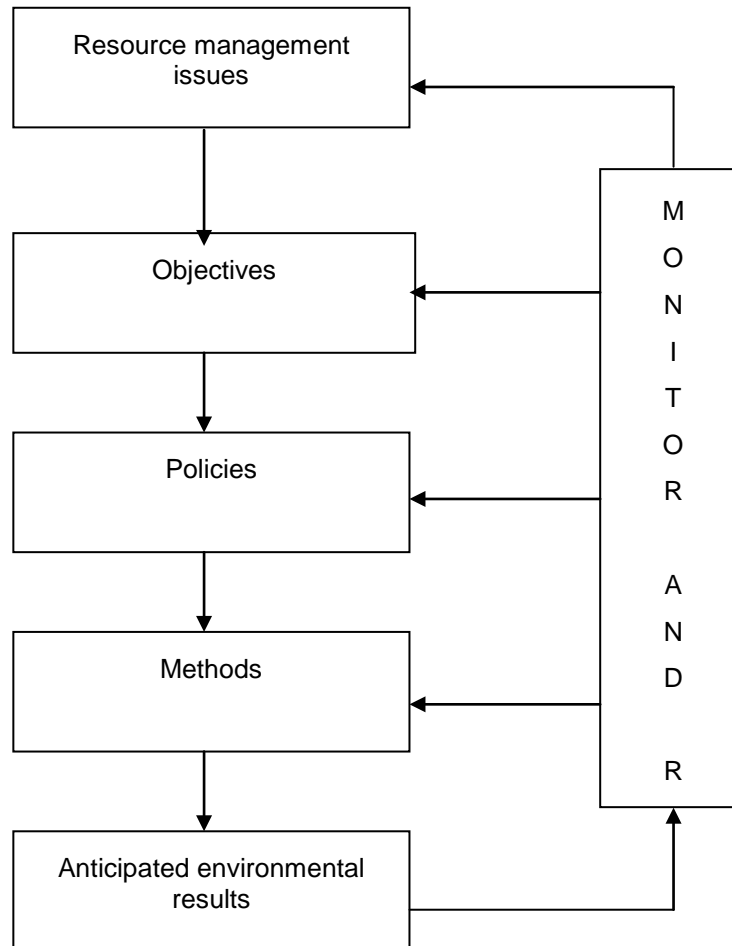 Resource management
issues
Objectives
Policies
Methods
Anticipated environmental
results
M
O
N
I
T
O
R
A
N
D
R